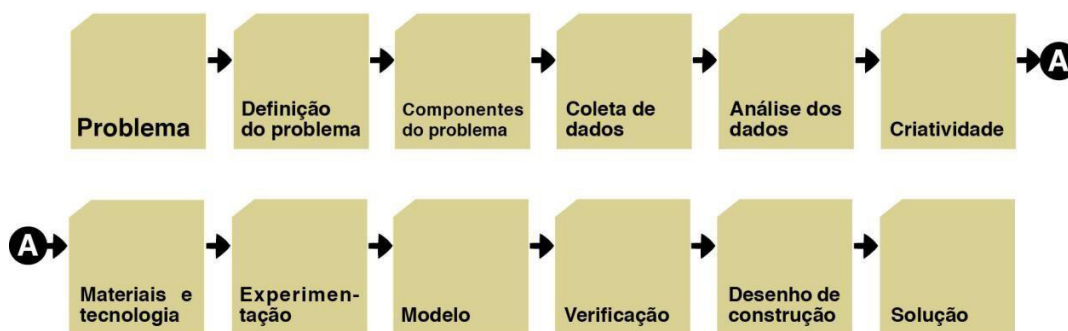 Problema
Definição
do problema
Componentes
do problema
Coleta de
dados
Análise dos
dados
Criatividade
A
A
Materiais e
tecnologia
Experimen-
tação
Modelo
Verificação
Desenho de
construção
Solução